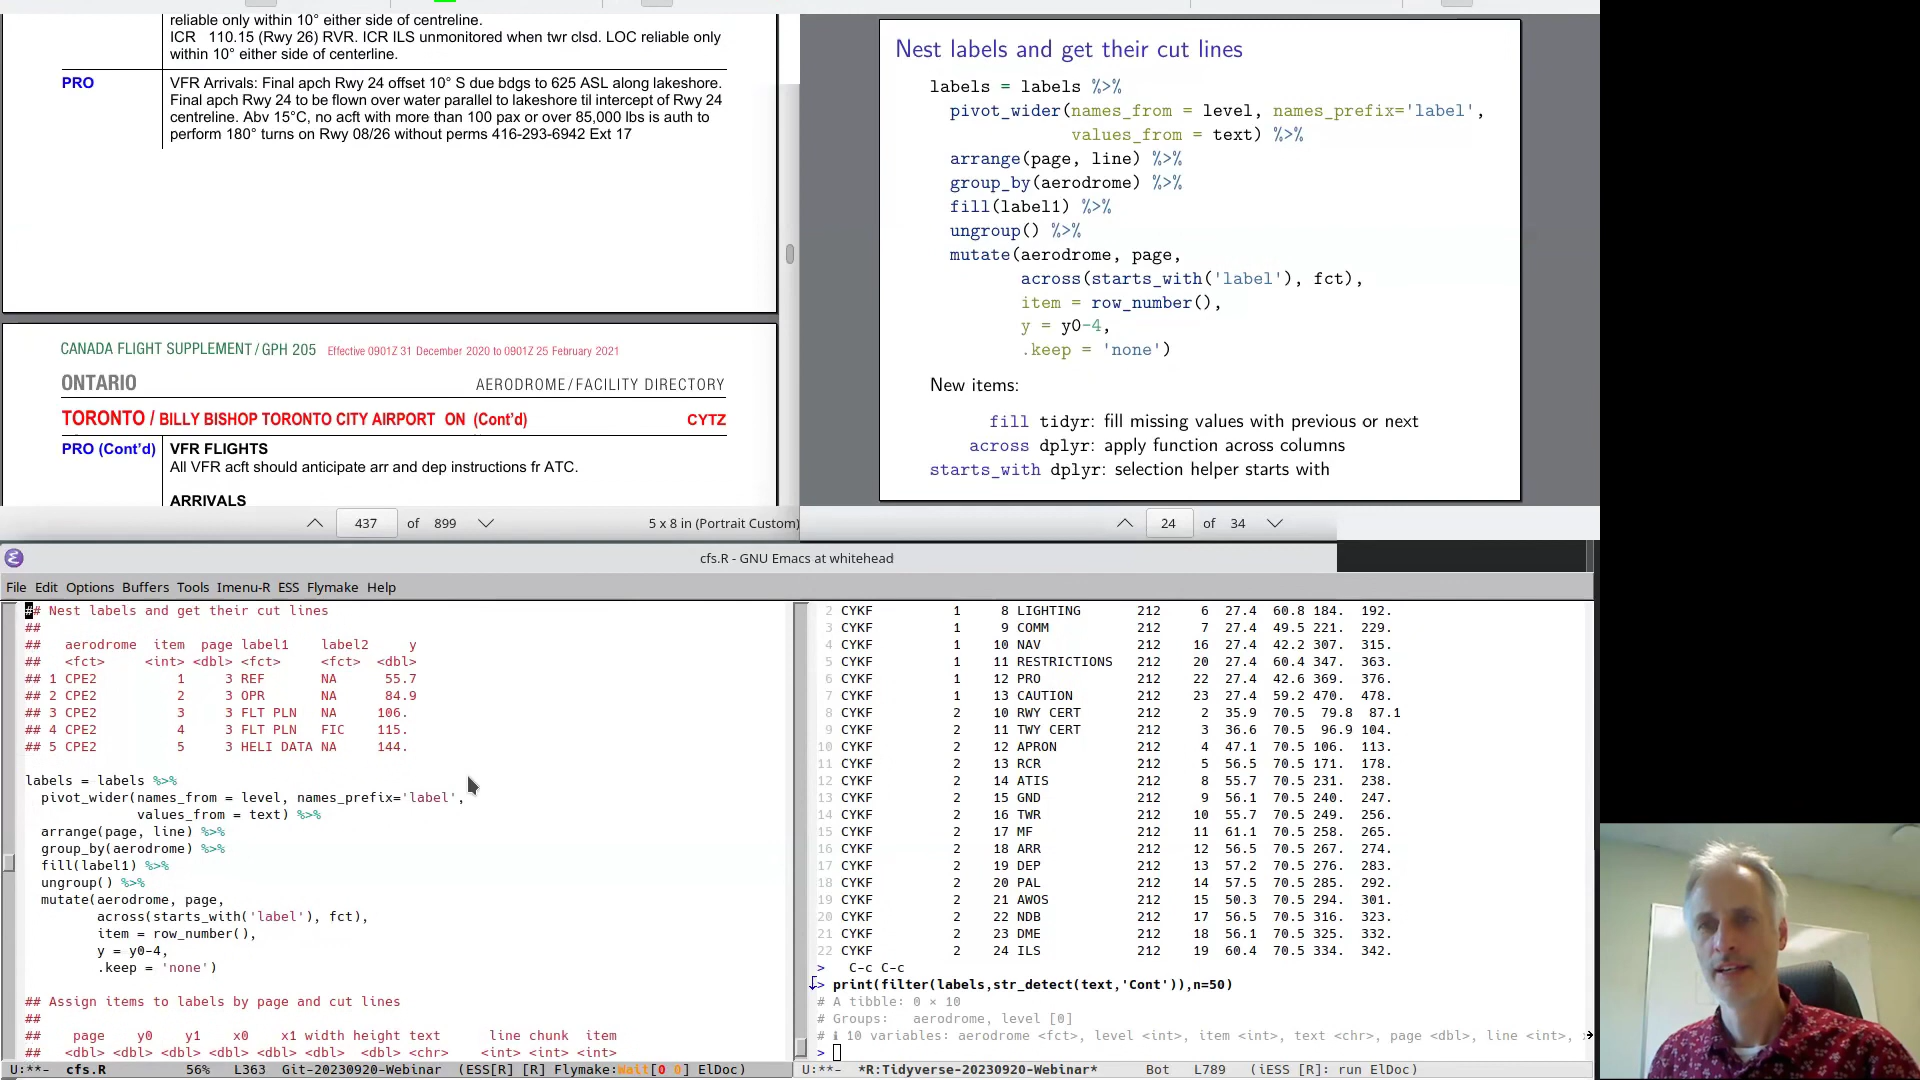 reliable only within 10° either side of centreline.
ICR 110.15 (Rwy 26) RVR. ICR ILS unmonitored when twr clsd. LOC reliable only
within 10° either side of centerline.
PRO
VFR Arrivals: Final apch Rwy 24 offset 10° S due bdgs to 625 ASL along lakeshore.
Final apch Rwy 24 to be flown over water parallel to lakeshore til intercept of Rwy 24
centreline. Abv 15°C, no acft with more than 100 pax or over 85,000 lbs is auth to
perform 180° turns on Rwy 08/26 without perms 416-293-6942 Ext 17
CANADA FLIGHT SUPPLEMENT / GPH 205 Effective 0901Z 31 December 2020 to 0901Z 25 February 2021
ONTARIO AERODROME / FACILITY DIRECTORY
TORONTO / BILLY BISHOP TORONTO CITY AIRPORT ON (Cont'd) CYTZ
PRO (Cont'd) VFR FLIGHTS
All VFR acft should anticipate arr and dep instructions fr ATC.
ARRIVALS
437 of 899 5 x 8 in (Portrait Custom)
Nest labels and get their cut lines
labels = labels %>%
pivot_wider(names_from = level, names_prefix='label',
values_from = text) %>%
arrange(page, line) %>%
group_by(aerodrome) %>%
fill(label1) %>%
ungroup() %>%
mutate(aerodrome, page,
across(starts_with('label'), fct),
item = row_number(),
y = y0-4,
.keep = 'none')
New items:
fill tidyr: fill missing values with previous or next
across dplyr: apply function across columns
starts_with dplyr: selection helper starts with
24 of 34
cfs.R - GNU Emacs at whitehead
File Edit Options Buffers Tools Imenu-R ESS Flymake Help
## Nest labels and get their cut lines
##
## aerodrome item page label1 label2 y
## <fct> <int> <dbl> <fct> <fct> <dbl>
## 1 CPE2 1 3 REF NA 55.7
## 2 CPE2 2 3 OPR NA 84.9
## 3 CPE2 3 3 FLT PLN NA 106.
## 4 CPE2 4 3 FLT PLN FIC 115.
## 5 CPE2 5 3 HELI DATA NA 144.
labels = labels %>%
pivot_wider(names_from = level, names_prefix='label',
values_from = text) %>%
arrange(page, line) %>%
group_by(aerodrome) %>%
fill(label1) %>%
ungroup() %>%
mutate(aerodrome, page,
across(starts_with('label'), fct),
item = row_number(),
y = y0-4,
.keep = 'none')
## Assign items to labels by page and cut lines
##
## page y0 y1 x0 x1 width height text line chunk item
## <dbl> <dbl> <dbl> <dbl> <dbl> <dbl> <dbl> <chr> <int> <int> <int>
U:**- cfs.R 56% L363 Git-20230920-Webinar (ESS[R] [R] Flymake:Wait[0 0] ElDoc)
2 CYKF 1 8 LIGHTING 212 6 27.4 60.8 184. 192.
3 CYKF 1 9 COMM 212 7 27.4 49.5 221. 229.
4 CYKF 1 10 NAV 212 16 27.4 42.2 307. 315.
5 CYKF 1 11 RESTRICTIONS 212 20 27.4 60.4 347. 363.
6 CYKF 1 12 PRO 212 22 27.4 42.6 369. 376.
7 CYKF 1 13 CAUTION 212 23 27.4 59.2 470. 478.
8 CYKF 2 10 RWY CERT 212 2 35.9 70.5 79.8 87.1
9 CYKF 2 11 TWY CERT 212 3 36.6 70.5 96.9 104.
10 CYKF 2 12 APRON 212 4 47.1 70.5 106. 113.
11 CYKF 2 13 RCR 212 5 56.5 70.5 171. 178.
12 CYKF 2 14 ATIS 212 8 55.7 70.5 231. 238.
13 CYKF 2 15 GND 212 9 56.1 70.5 240. 247.
14 CYKF 2 16 TWR 212 10 55.7 70.5 249. 256.
15 CYKF 2 17 MF 212 11 61.1 70.5 258. 265.
16 CYKF 2 18 ARR 212 12 56.5 70.5 267. 274.
17 CYKF 2 19 DEP 212 13 57.2 70.5 276. 283.
18 CYKF 2 20 PAL 212 14 57.5 70.5 285. 292.
19 CYKF 2 21 AWOS 212 15 50.3 70.5 294. 301.
20 CYKF 2 22 NDB 212 17 56.5 70.5 316. 323.
21 CYKF 2 23 DME 212 18 56.1 70.5 325. 332.
22 CYKF 2 24 ILS 212 19 60.4 70.5 334. 342.
> C-c C-c
> print(filter(labels,str_detect(text,'Cont')),n=50)
# A tibble: 0 × 10
# Groups: aerodrome, level [0]
# ℹ 10 variables: aerodrome <fct>, level <int>, item <int>, text <chr>, page <dbl>, line <int>,
>
U:**- *R:Tidyverse-20230920-Webinar* Bot L789 (iESS [R]: run ElDoc)